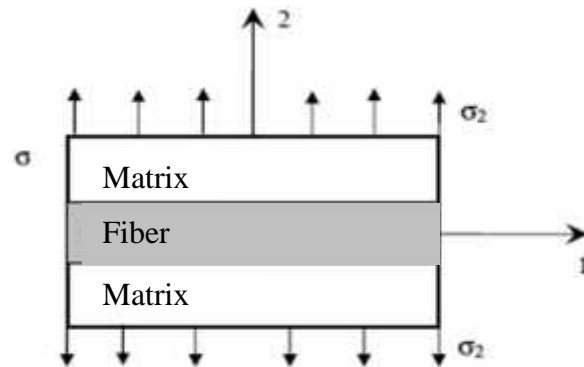 2
σ₂
σ
Matrix
Fiber
1
Matrix
σ₂